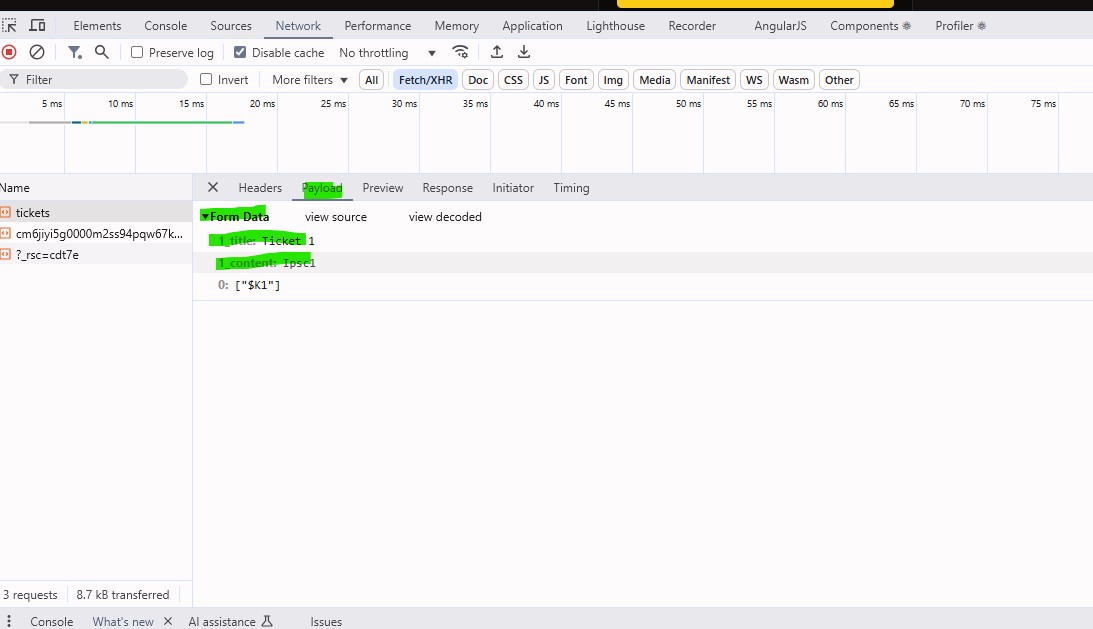 Elements Console Sources Network Performance Memory Application Lighthouse Recorder AngularJS Components Profiler
Preserve log Disable cache No throttling
Filter Invert More filters All Fetch/XHR Doc CSS JS Font Img Media Manifest WS Wasm Other
5 ms 10 ms 15 ms 20 ms 25 ms 30 ms 35 ms 40 ms 45 ms 50 ms 55 ms 60 ms 65 ms 70 ms 75 ms
Name Headers Payload Preview Response Initiator Timing
tickets
▼Form Data view source view decoded
cm6jiyi5g0000m2ss94pqw67k...
1_title: Ticket 1
?_rsc=cdt7e
1_content: Ipsc1
0: ["$K1"]
3 requests 8.7 kB transferred
Console What's new AI assistance Issues